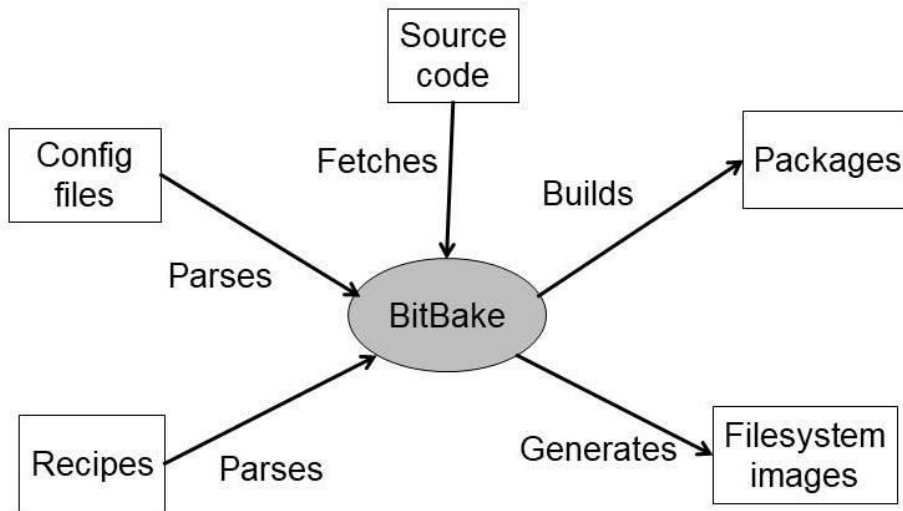 Source
code
Config
files
Fetches
Builds
Packages
Parses
BitBake
Recipes
Parses
Generates
Filesystem
images